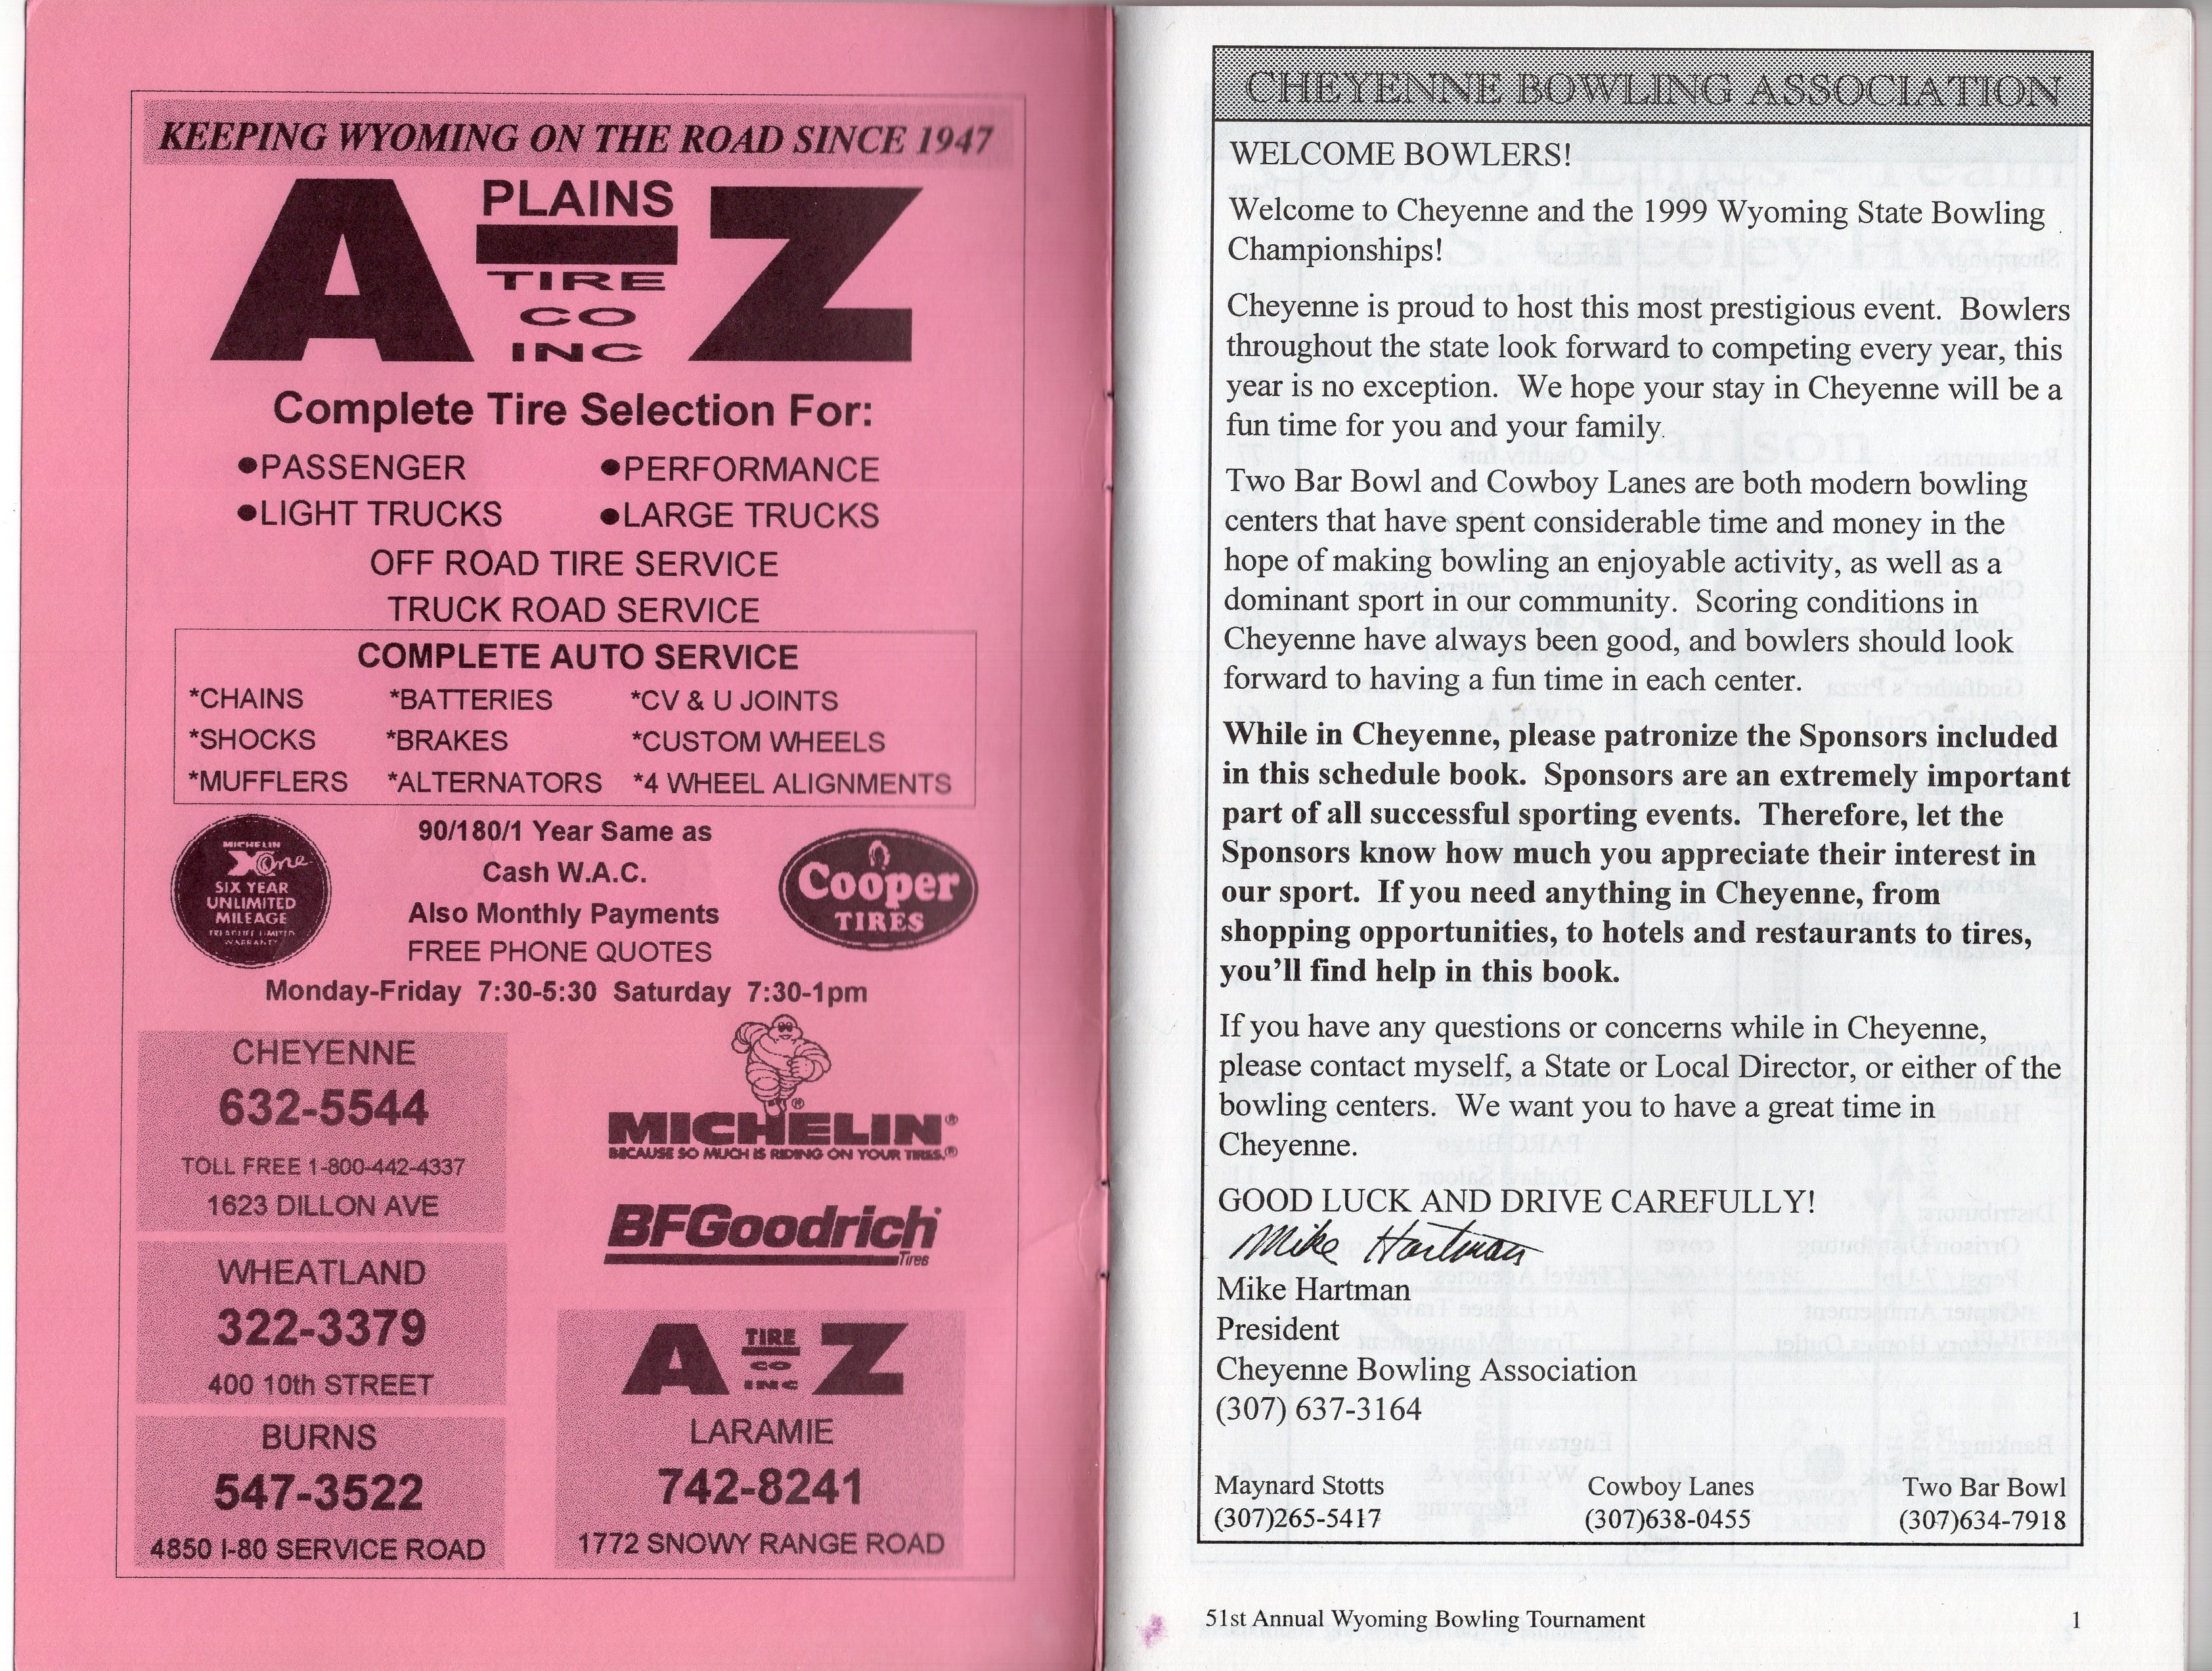 KEEPING WYOMING ON THE ROAD SINCE 1947
A PLAINS Z
TIRE
CO
INC
Complete Tire Selection For:
●PASSENGER ●PERFORMANCE
●LIGHT TRUCKS ●LARGE TRUCKS
OFF ROAD TIRE SERVICE
TRUCK ROAD SERVICE
COMPLETE AUTO SERVICE
*CHAINS *BATTERIES *CV & U JOINTS
*SHOCKS *BRAKES *CUSTOM WHEELS
*MUFFLERS *ALTERNATORS *4 WHEEL ALIGNMENTS
MICHELIN
X One
SIX YEAR
UNLIMITED
MILEAGE
WARRANTY
90/180/1 Year Same as
Cash W.A.C.
Also Monthly Payments
FREE PHONE QUOTES
Cooper
TIRES
Monday-Friday 7:30-5:30 Saturday 7:30-1pm
CHEYENNE
632-5544
TOLL FREE 1-800-442-4337
1623 DILLON AVE
WHEATLAND
322-3379
400 10th STREET
BURNS
547-3522
4850 I-80 SERVICE ROAD
MICHELIN®
BECAUSE SO MUCH IS RIDING ON YOUR TIRES.®
BFGoodrich
Tires
A TIRE Z
CO
INC
LARAMIE
742-8241
1772 SNOWY RANGE ROAD
CHEYENNE BOWLING ASSOCIATION
WELCOME BOWLERS!
Welcome to Cheyenne and the 1999 Wyoming State Bowling
Championships!
Cheyenne is proud to host this most prestigious event. Bowlers
throughout the state look forward to competing every year, this
year is no exception. We hope your stay in Cheyenne will be a
fun time for you and your family.
Two Bar Bowl and Cowboy Lanes are both modern bowling
centers that have spent considerable time and money in the
hope of making bowling an enjoyable activity, as well as a
dominant sport in our community. Scoring conditions in
Cheyenne have always been good, and bowlers should look
forward to having a fun time in each center.
While in Cheyenne, please patronize the Sponsors included
in this schedule book. Sponsors are an extremely important
part of all successful sporting events. Therefore, let the
Sponsors know how much you appreciate their interest in
our sport. If you need anything in Cheyenne, from
shopping opportunities, to hotels and restaurants to tires,
you'll find help in this book.
If you have any questions or concerns while in Cheyenne,
please contact myself, a State or Local Director, or either of the
bowling centers. We want you to have a great time in
Cheyenne.
GOOD LUCK AND DRIVE CAREFULLY!
Mike Hartman
Mike Hartman
President
Cheyenne Bowling Association
(307) 637-3164
Maynard Stotts Cowboy Lanes Two Bar Bowl
(307)265-5417 (307)638-0455 (307)634-7918
51st Annual Wyoming Bowling Tournament 1